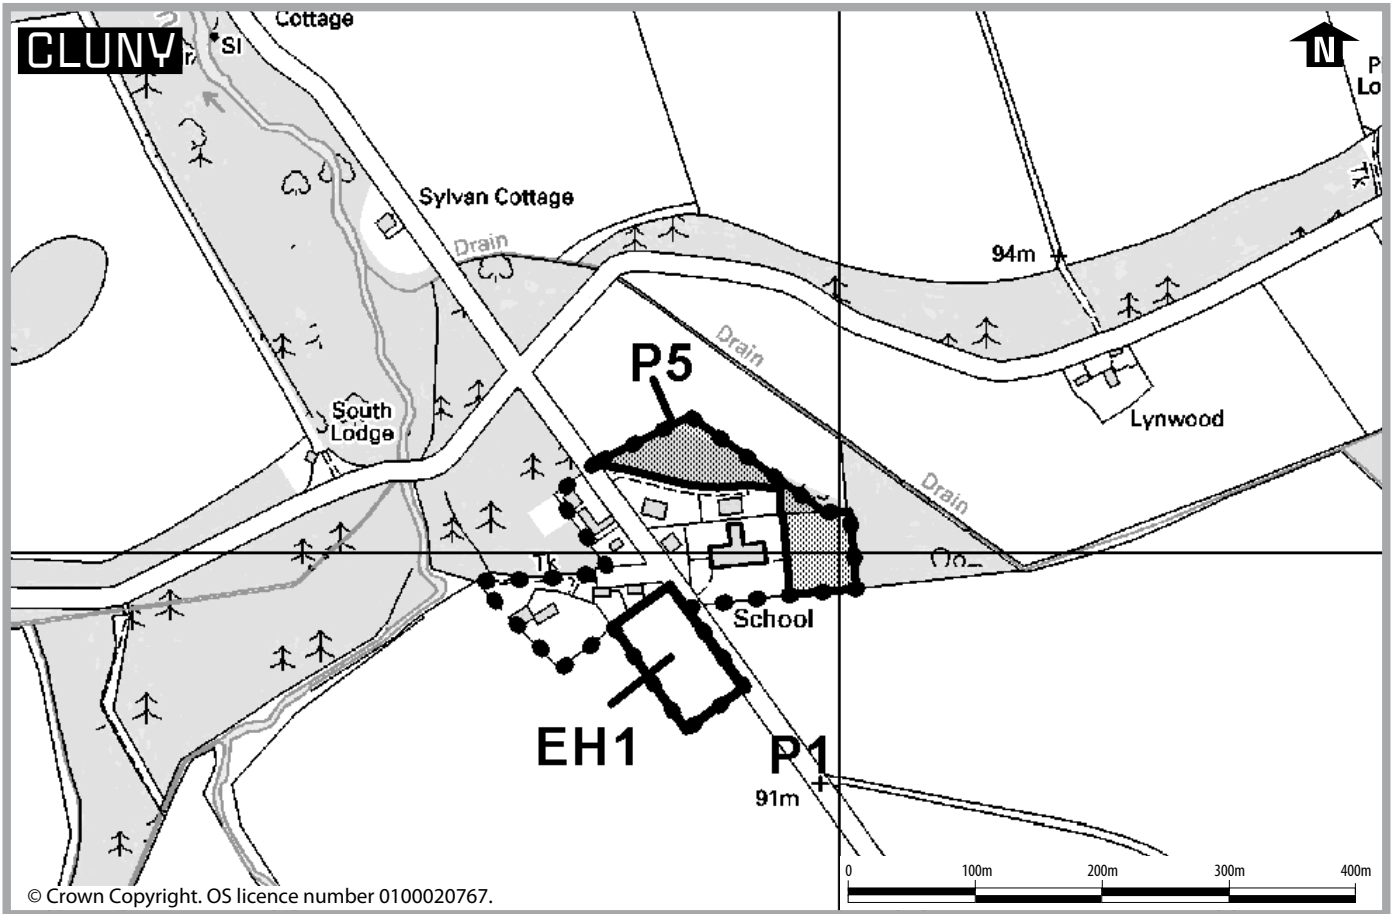 Cottage
CLUNY
SI
N
Lo
Tk
Sylvan Cottage
Drain
94m
Drain
P5
South
Lodge
Lynwood
Drain
Tk
School
EH1
P1
91m
0 100m 200m 300m 400m
© Crown Copyright. OS licence number 0100020767.